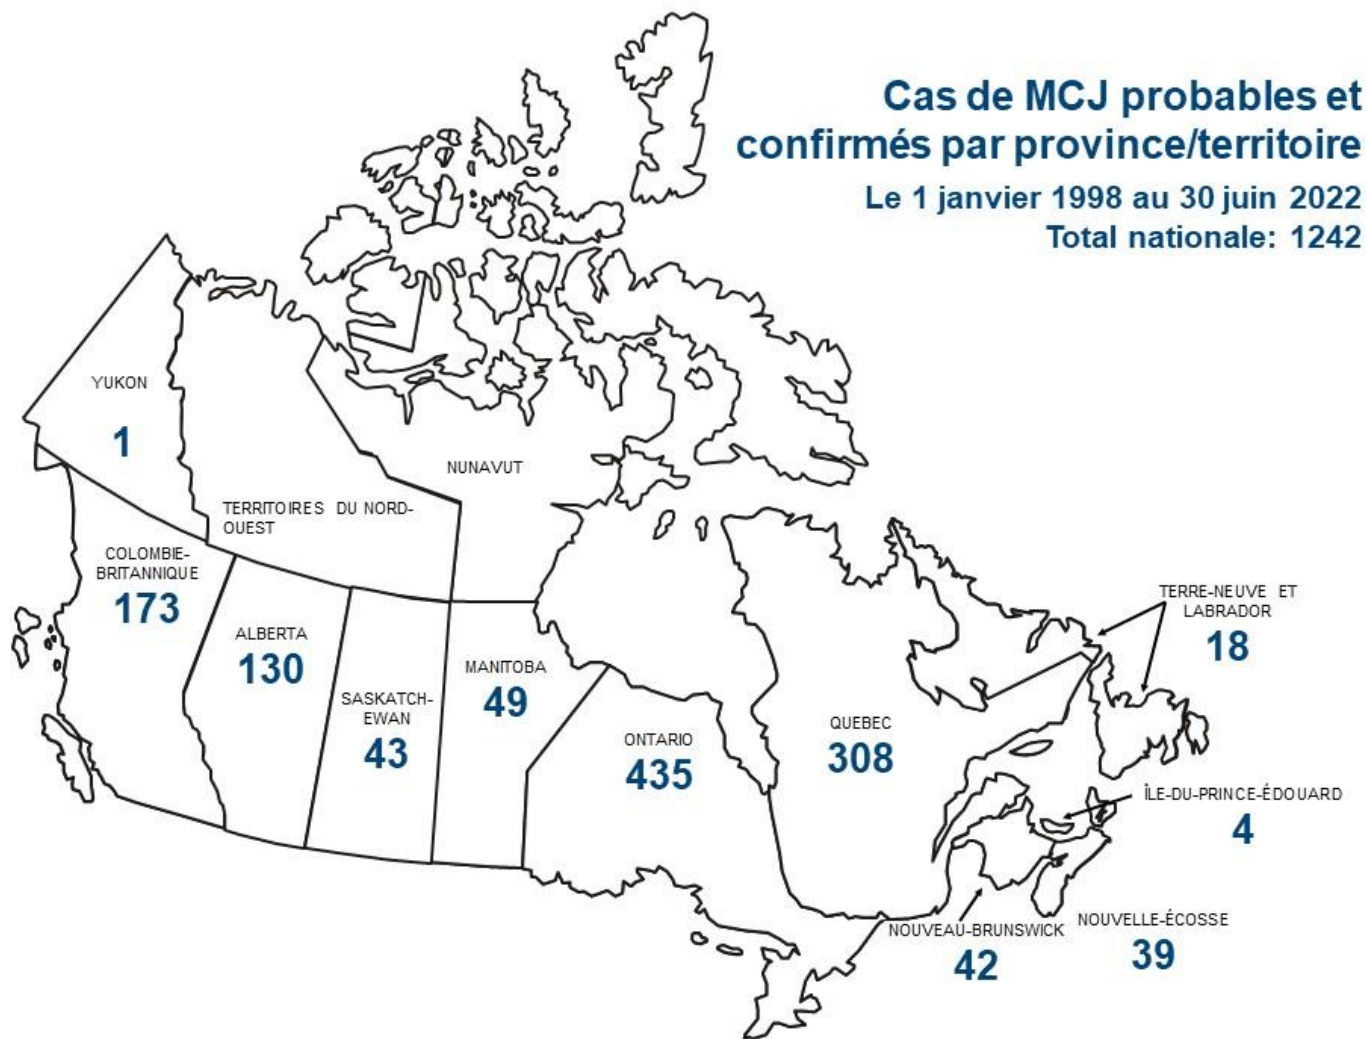 Cas de MCJ probables et
confirmés par province/territoire
Le 1 janvier 1998 au 30 juin 2022
Total nationale: 1242
YUKON
1
NUNAVUT
TERRITOIRES DU NORD-
OUEST
COLOMBIE-
BRITANNIQUE
173
ALBERTA
130
SASKATCH-
EWAN
43
MANITOBA
49
ONTARIO
435
QUEBEC
308
TERRE-NEUVE ET
LABRADOR
18
ÎLE-DU-PRINCE-ÉDOUARD
4
NOUVEAU-BRUNSWICK
42
NOUVELLE-ÉCOSSE
39